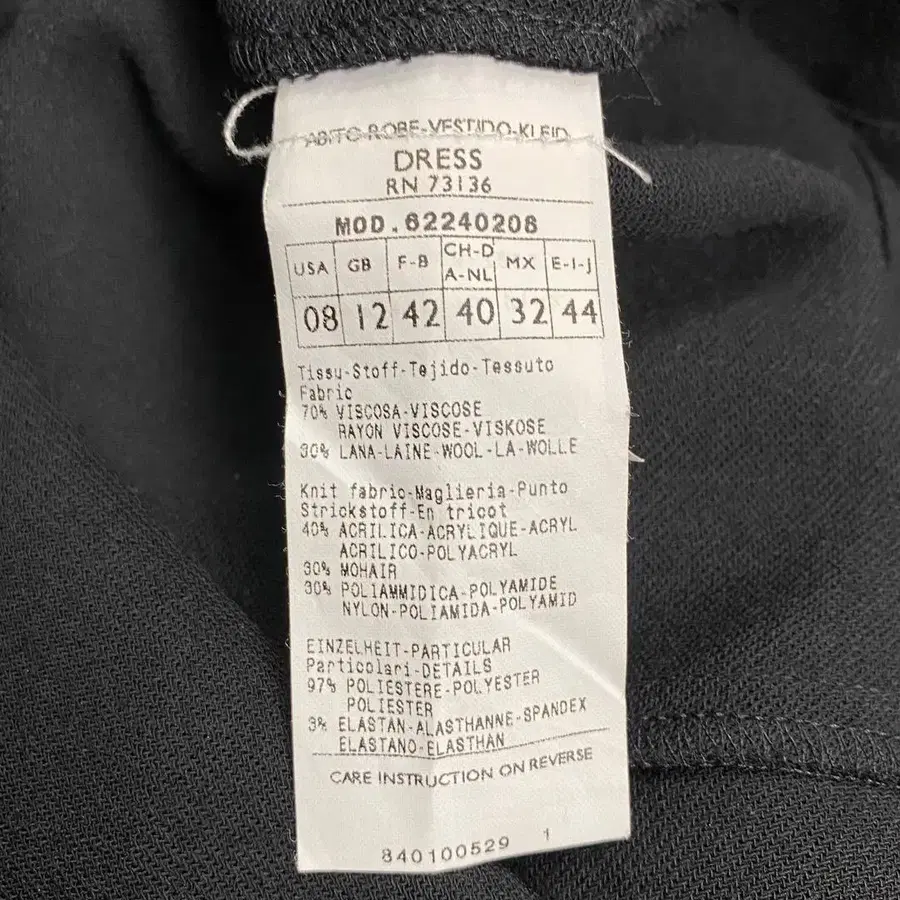 ABITO-ROBE-VESTIDO-KLEID
DRESS
RN 73136
MOD.62240206
USA GB F-B CH-D A-NL MX E-I-J
08 12 42 40 32 44
Tissu-Stoff-Tejido-Tessuto
Fabric
70% VISCOSA-VISCOSE
RAYON VISCOSE-VISKOSE
30% LANA-LAINE-WOOL-LA-WOLLE
Knit fabric-Maglieria-Punto
Strickstoff-En tricot
40% ACRILICA-ACRYLIQUE-ACRYL
ACRILICO-POLYACRYL
30% MOHAIR
30% POLIAMMIDICA-POLYAMIDE
NYLON-POLIAMIDA-POLYAMID
EINZELHEIT-PARTICULAR
Particolari-DETAILS
97% POLIESTERE-POLYESTER
POLIESTER
3% ELASTAN-ALASTHANNE-SPANDEX
ELASTANO-ELASTHAN
CARE INSTRUCTION ON REVERSE
840100529 1